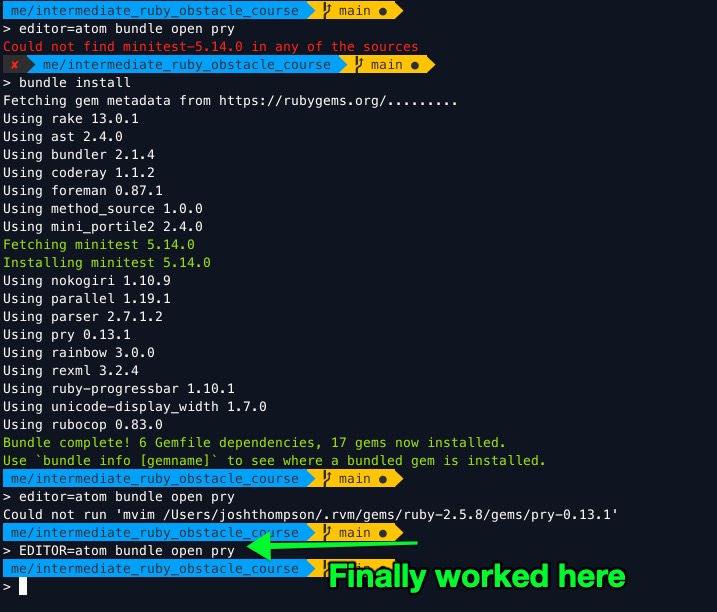 me/intermediate_ruby_obstacle_course main ●
> editor=atom bundle open pry
Could not find minitest-5.14.0 in any of the sources
✘ me/intermediate_ruby_obstacle_course main ●
> bundle install
Fetching gem metadata from https://rubygems.org/.........
Using rake 13.0.1
Using ast 2.4.0
Using bundler 2.1.4
Using coderay 1.1.2
Using foreman 0.87.1
Using method_source 1.0.0
Using mini_portile2 2.4.0
Fetching minitest 5.14.0
Installing minitest 5.14.0
Using nokogiri 1.10.9
Using parallel 1.19.1
Using parser 2.7.1.2
Using pry 0.13.1
Using rainbow 3.0.0
Using rexml 3.2.4
Using ruby-progressbar 1.10.1
Using unicode-display_width 1.7.0
Using rubocop 0.83.0
Bundle complete! 6 Gemfile dependencies, 17 gems now installed.
Use `bundle info [gemname]` to see where a bundled gem is installed.
me/intermediate_ruby_obstacle_course main ●
> editor=atom bundle open pry
Could not run 'mvim /Users/joshthompson/.rvm/gems/ruby-2.5.8/gems/pry-0.13.1'
me/intermediate_ruby_obstacle_course main ●
> EDITOR=atom bundle open pry
me/intermediate_ruby_obstacle_course
Finally worked here
>